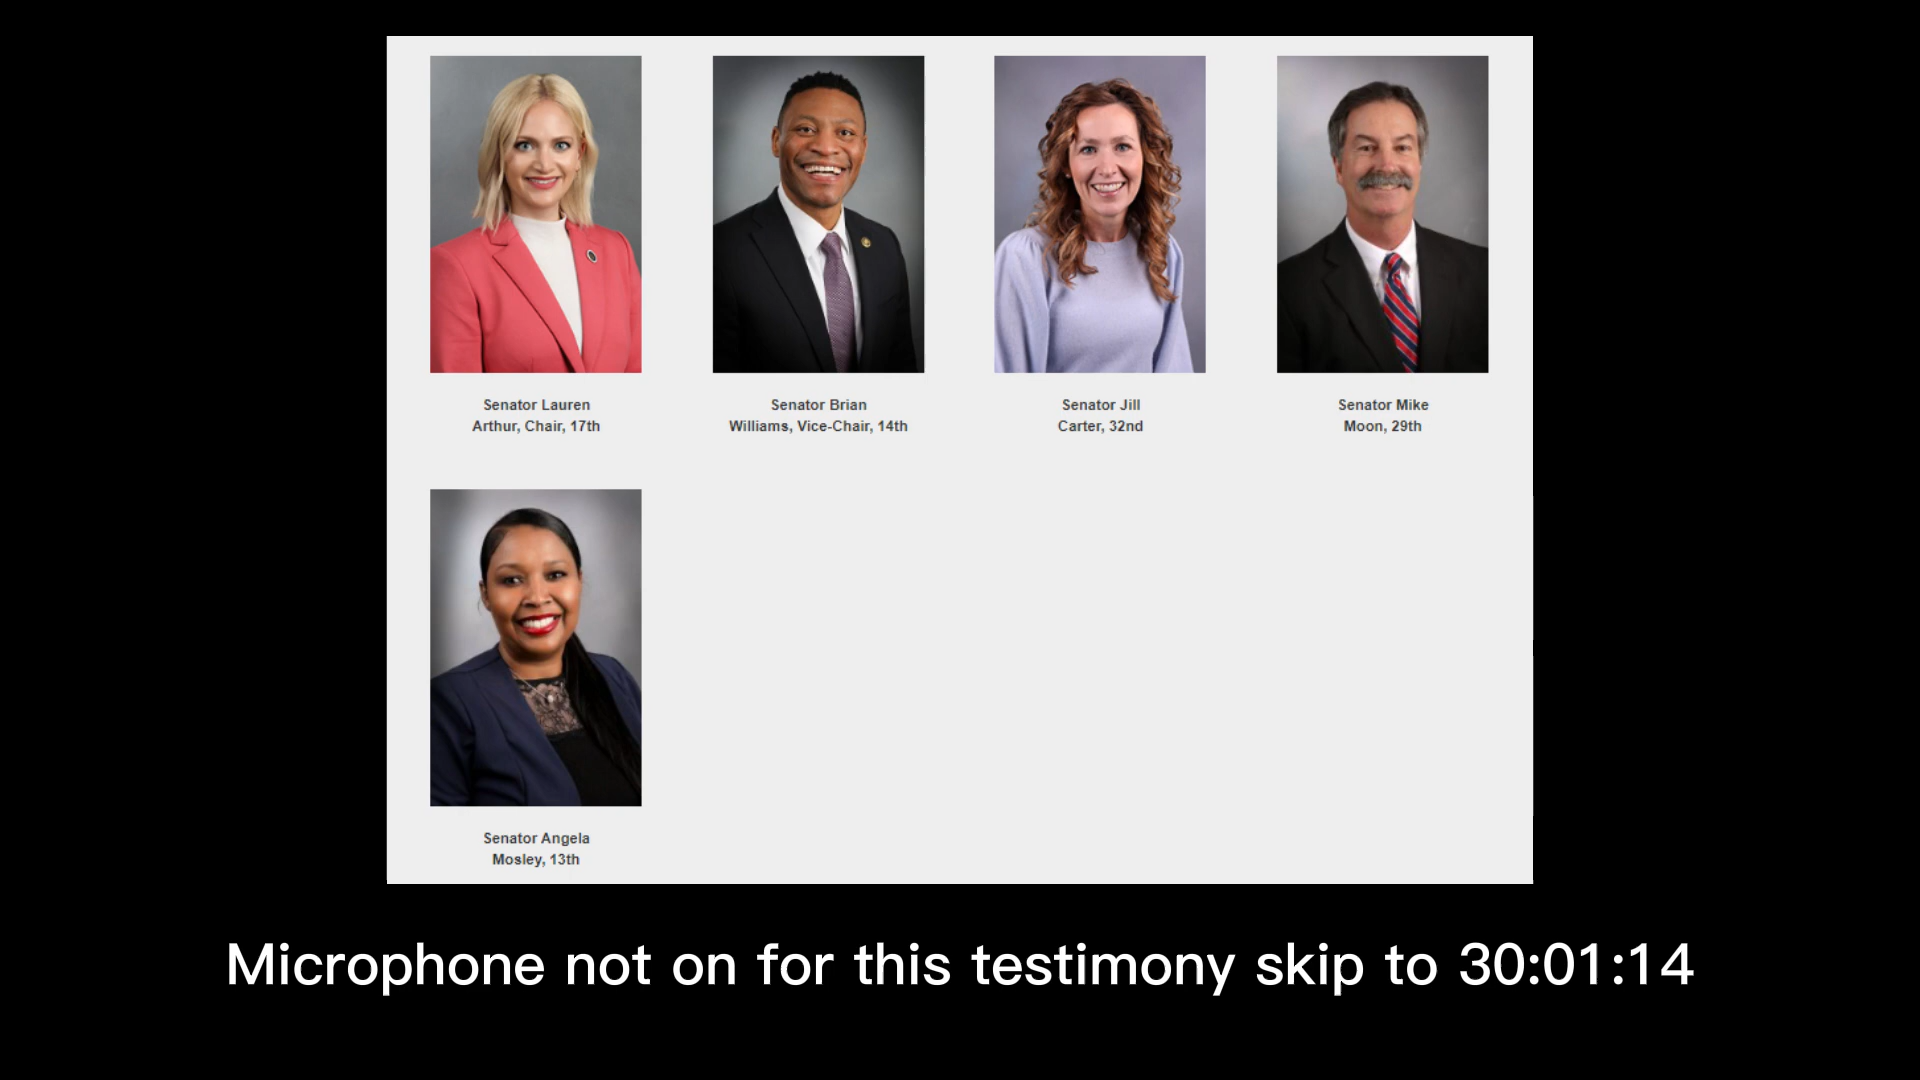 Senator Lauren
Arthur, Chair, 17th
Senator Brian
Williams, Vice-Chair, 14th
Senator Jill
Carter, 32nd
Senator Mike
Moon, 29th
Senator Angela
Mosley, 13th
Microphone not on for this testimony skip to 30:01:14